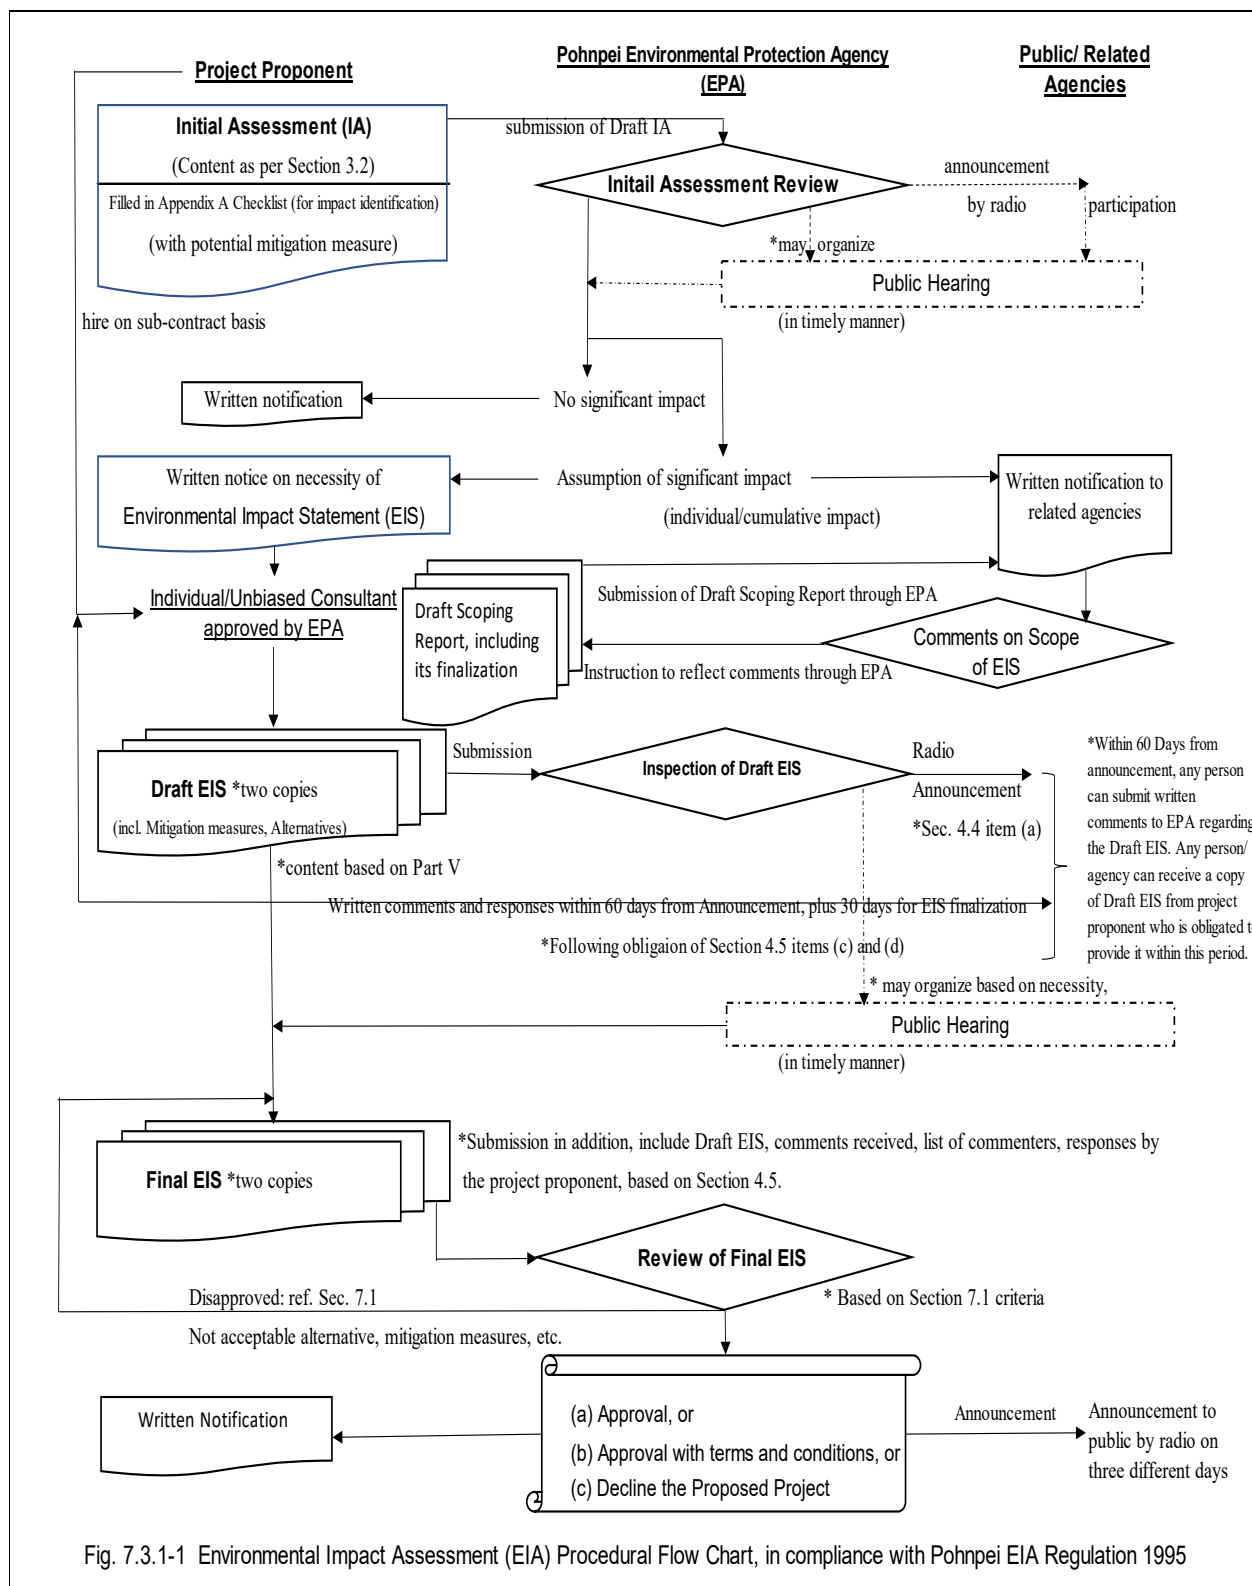 Project Proponent
Pohnpei Environmental Protection Agency
(EPA)
Public/ Related
Agencies
Initial Assessment (IA)
(Content as per Section 3.2)
Filled in Appendix A Checklist (for impact identification)
(with potential mitigation measure)
submission of Draft IA
Initail Assessment Review
announcement
by radio
participation
*may organize
Public Hearing
(in timely manner)
hire on sub-contract basis
Written notification
No significant impact
Written notice on necessity of
Environmental Impact Statement (EIS)
Assumption of significant impact
(individual/cumulative impact)
Written notification to
related agencies
Individual/Unbiased Consultant
approved by EPA
Draft Scoping
Report, including
its finalization
Submission of Draft Scoping Report through EPA
Comments on Scope
of EIS
Instruction to reflect comments through EPA
Draft EIS *two copies
(incl. Mitigation measures, Alternatives)
Submission
Inspection of Draft EIS
Radio
Announcement
*Sec. 4.4 item (a)
*Within 60 Days from
announcement, any person
can submit written
comments to EPA regarding
the Draft EIS. Any person/
agency can receive a copy
of Draft EIS from project
proponent who is obligated t
provide it within this period.
*content based on Part V
Written comments and responses within 60 days from Announcement, plus 30 days for EIS finalization
*Following obligaion of Section 4.5 items (c) and (d)
* may organize based on necessity,
Public Hearing
(in timely manner)
Final EIS *two copies
*Submission in addition, include Draft EIS, comments received, list of commenters, responses by
the project proponent, based on Section 4.5.
Review of Final EIS
* Based on Section 7.1 criteria
Disapproved: ref. Sec. 7.1
Not acceptable alternative, mitigation measures, etc.
Written Notification
(a) Approval, or
(b) Approval with terms and conditions, or
(c) Decline the Proposed Project
Announcement
Announcement to
public by radio on
three different days
Fig. 7.3.1-1 Environmental Impact Assessment (EIA) Procedural Flow Chart, in compliance with Pohnpei EIA Regulation 1995